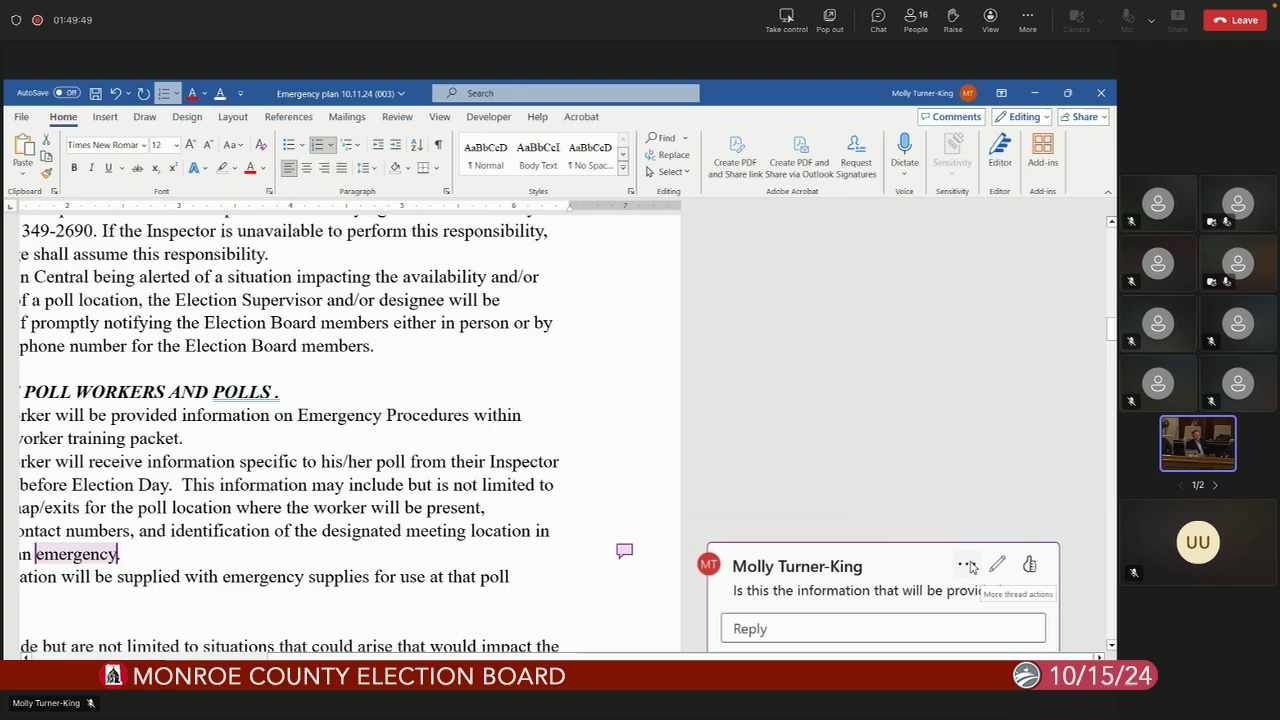 01:49:49
Take control
Pop out
Chat
16
People
Raise
View
More
Camera
Mic
Share
Leave
AutoSave Off
Emergency plan 10.11.24 (003)
Search
Molly Turner-King MT
File Home Insert Draw Design Layout References Mailings Review View Developer Help Acrobat
Comments Editing Share
Times New Roman 12
Paste
Clipboard Font Paragraph
AaBbCcD AaBbCcI AaBbCcD
¶ Normal Body Text ¶ No Spac...
Styles
Find
Replace
Select
Editing
Create PDF and Share link
Create PDF and Share via Outlook
Request Signatures
Adobe Acrobat
Dictate
Voice
Sensitivity
Sensitivity
Editor
Editor
Add-ins
Add-ins
2 3 4 5 6 7
349-2690. If the Inspector is unavailable to perform this responsibility,
e shall assume this responsibility.
n Central being alerted of a situation impacting the availability and/or
f a poll location, the Election Supervisor and/or designee will be
f promptly notifying the Election Board members either in person or by
phone number for the Election Board members.
POLL WORKERS AND POLLS .
rker will be provided information on Emergency Procedures within
worker training packet.
rker will receive information specific to his/her poll from their Inspector
before Election Day. This information may include but is not limited to
nap/exits for the poll location where the worker will be present,
ontact numbers, and identification of the designated meeting location in
n emergency.
ation will be supplied with emergency supplies for use at that poll
de but are not limited to situations that could arise that would impact the
MT
Molly Turner-King
Is this the information that will be provi
More thread actions
Reply
1/2
UU
MONROE COUNTY ELECTION BOARD
10/15/24
Molly Turner-King